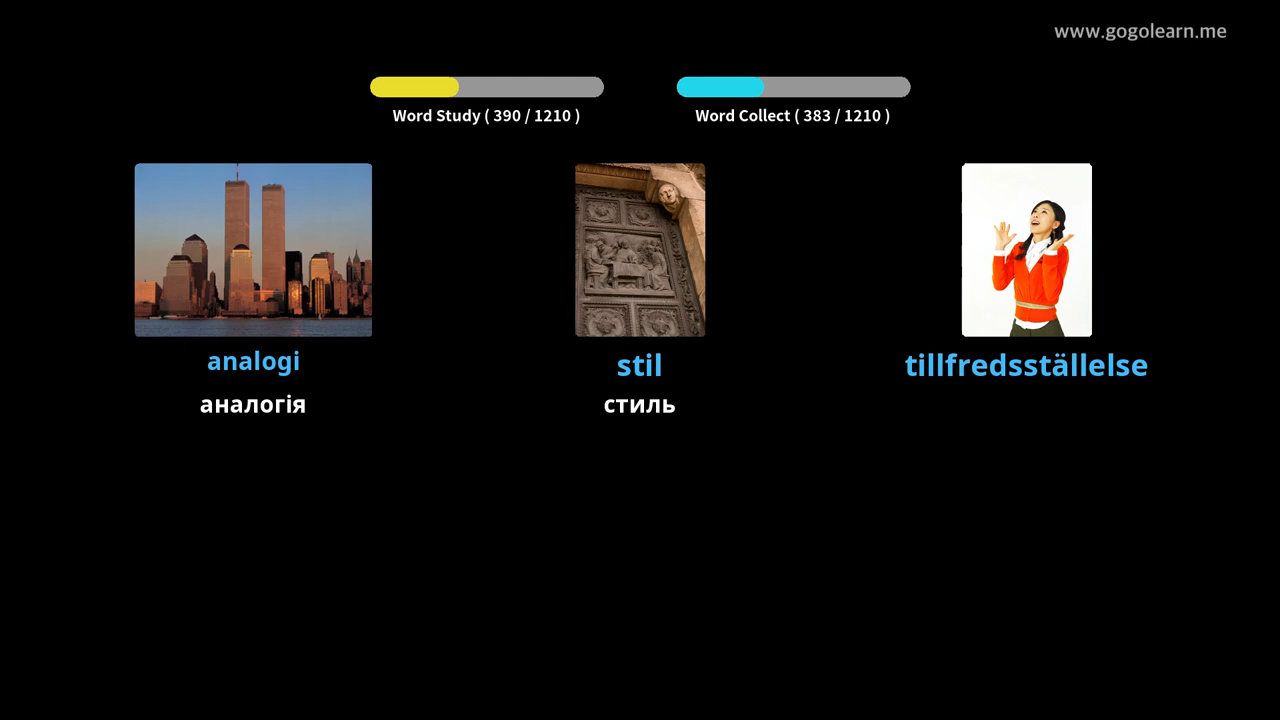 www.gogolearn.me
Word Study ( 390 / 1210 )
Word Collect ( 383 / 1210 )
analogi
аналогія
stil
стиль
tillfredsställelse